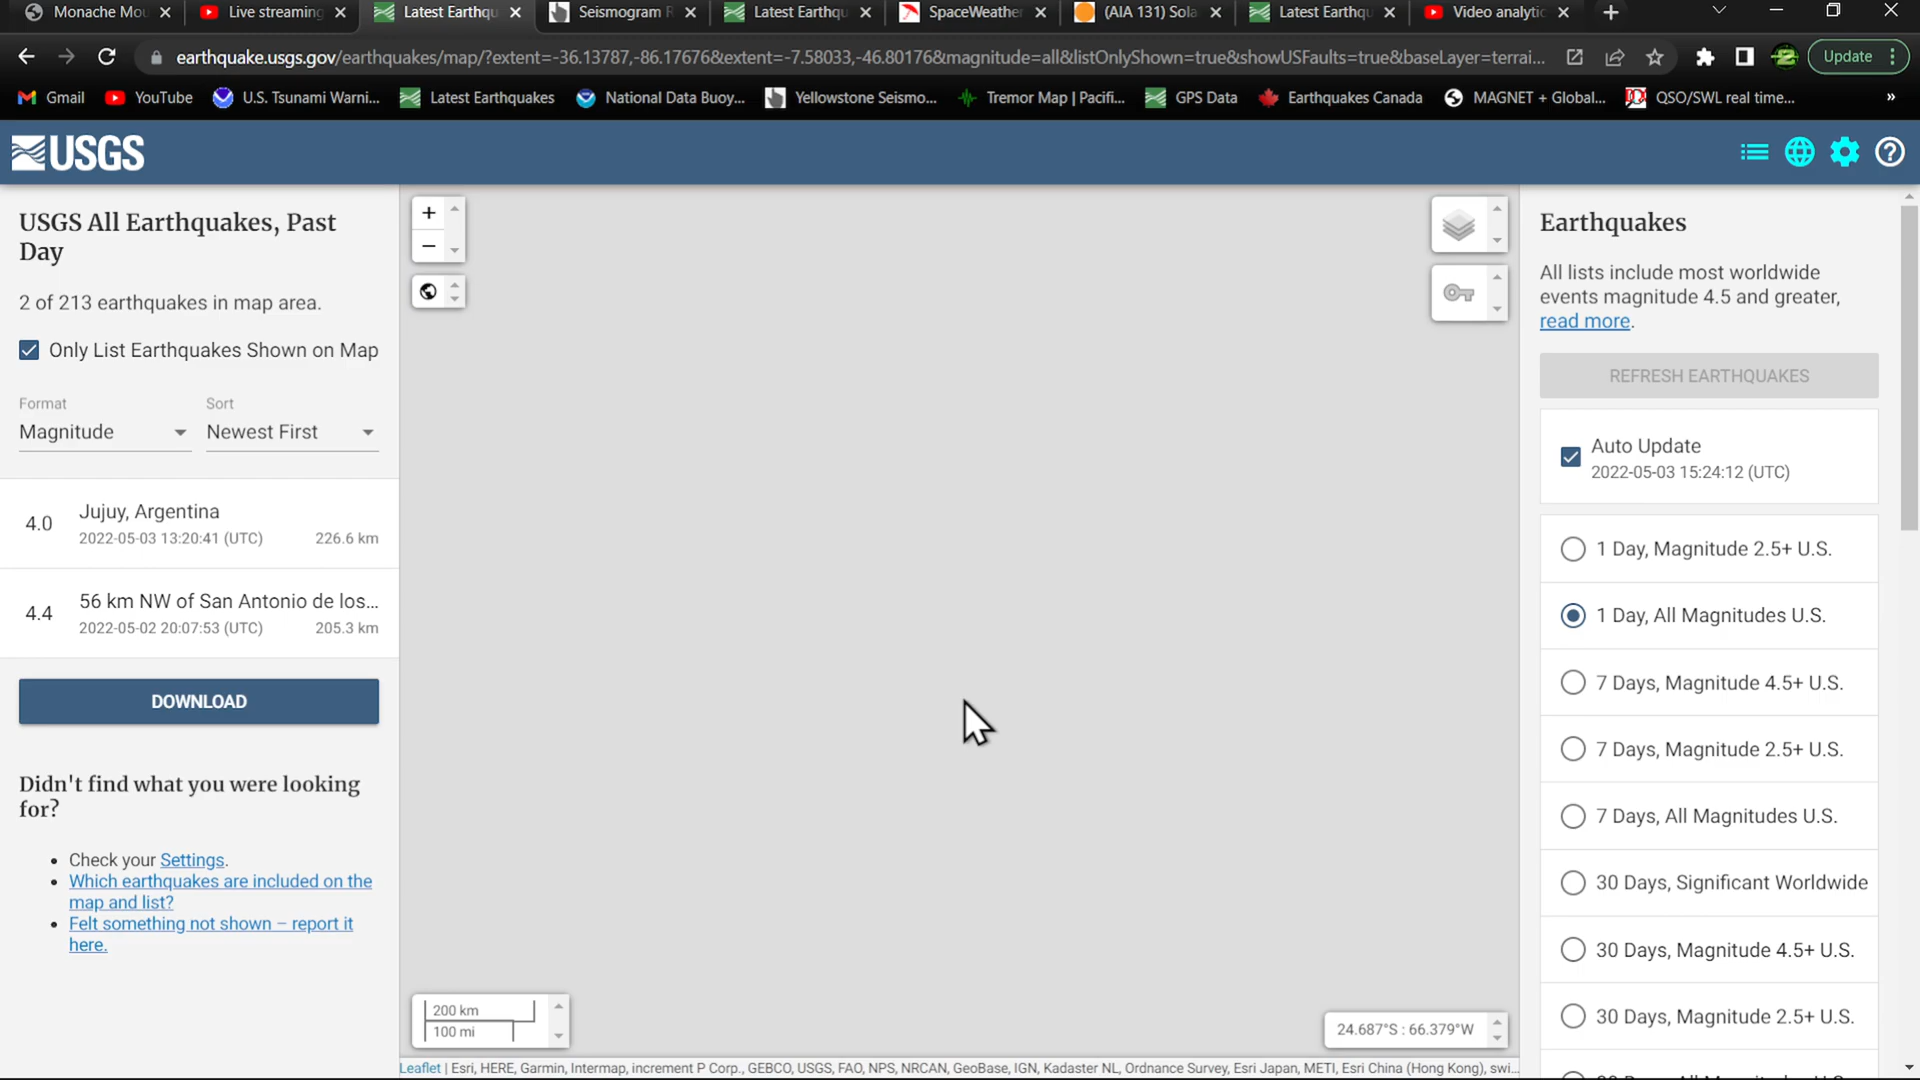 Monache Mou
Live streaming
Latest Earthqu
Seismogram R
Latest Earthqu
SpaceWeather
(AIA 131) Sola
Latest Earthqu
Video analytic
earthquake.usgs.gov/earthquakes/map/?extent=-36.13787,-86.17676&extent=-7.58033,-46.80176&magnitude=all&listOnlyShown=true&showUSFaults=true&baseLayer=terrai...
Update
Gmail
YouTube
U.S. Tsunami Warni...
Latest Earthquakes
National Data Buoy...
Yellowstone Seismo...
Tremor Map | Pacifi...
GPS Data
Earthquakes Canada
MAGNET + Global...
QSO/SWL real time...
»
USGS
USGS All Earthquakes, Past
Day
2 of 213 earthquakes in map area.
Only List Earthquakes Shown on Map
Format
Sort
Magnitude
Newest First
4.0
Jujuy, Argentina
2022-05-03 13:20:41 (UTC)
226.6 km
4.4
56 km NW of San Antonio de los...
2022-05-02 20:07:53 (UTC)
205.3 km
DOWNLOAD
Didn't find what you were looking
for?
• Check your Settings.
• Which earthquakes are included on the
map and list?
• Felt something not shown – report it
here.
+
−
200 km
100 mi
24.687°S : 66.379°W
Leaflet | Esri, HERE, Garmin, Intermap, increment P Corp., GEBCO, USGS, FAO, NPS, NRCAN, GeoBase, IGN, Kadaster NL, Ordnance Survey, Esri Japan, METI, Esri China (Hong Kong), swi...
Earthquakes
All lists include most worldwide
events magnitude 4.5 and greater,
read more.
REFRESH EARTHQUAKES
Auto Update
2022-05-03 15:24:12 (UTC)
1 Day, Magnitude 2.5+ U.S.
1 Day, All Magnitudes U.S.
7 Days, Magnitude 4.5+ U.S.
7 Days, Magnitude 2.5+ U.S.
7 Days, All Magnitudes U.S.
30 Days, Significant Worldwide
30 Days, Magnitude 4.5+ U.S.
30 Days, Magnitude 2.5+ U.S.